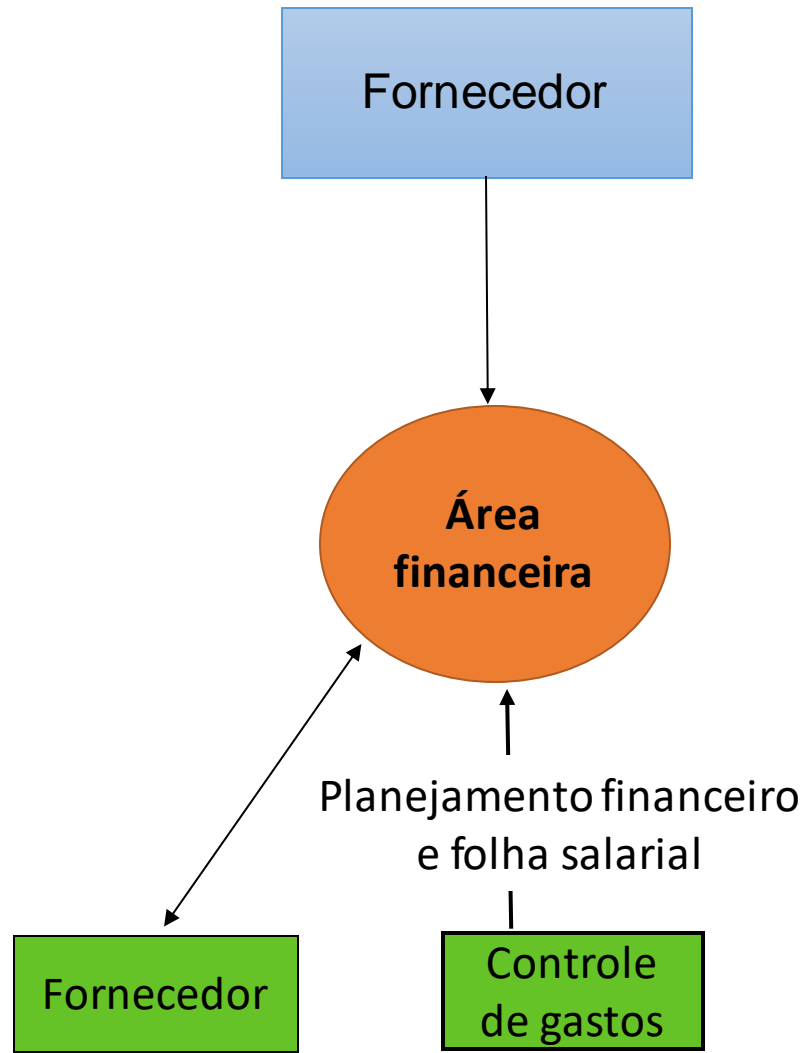 Fornecedor
Área
financeira
Planejamento financeiro
e folha salarial
Fornecedor
Controle
de gastos